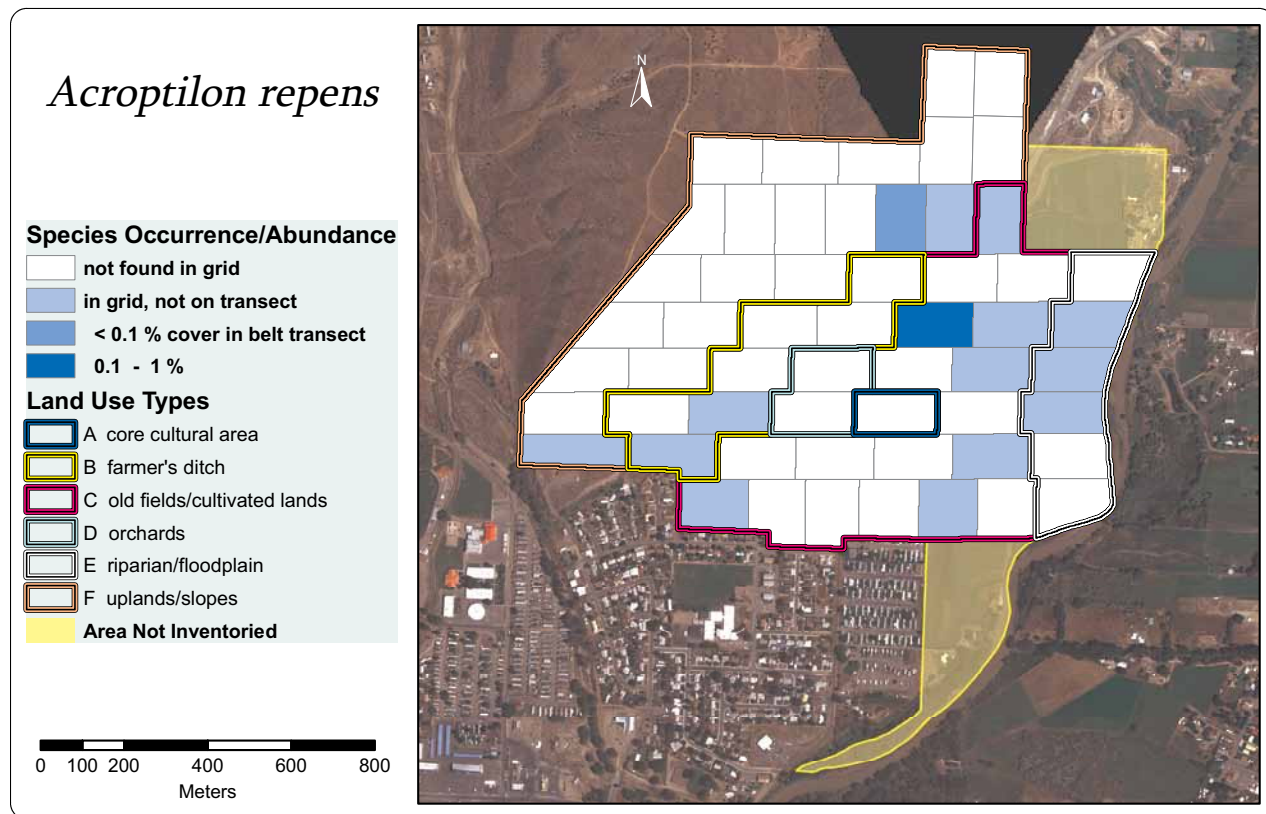 Acroptilon repens
Species Occurrence/Abundance
not found in grid
in grid, not on transect
< 0.1 % cover in belt transect
0.1 - 1 %
Land Use Types
A core cultural area
B farmer's ditch
C old fields/cultivated lands
D orchards
E riparian/floodplain
F uplands/slopes
Area Not Inventoried
0 100 200 400 600 800
Meters
N